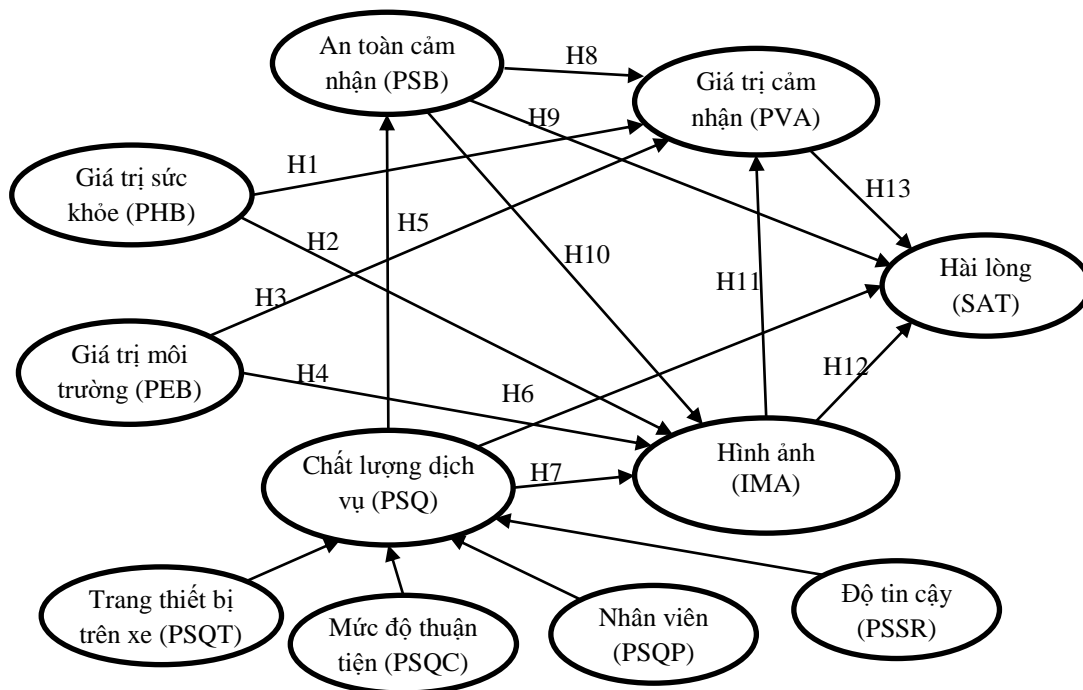 An toàn cảm
nhận (PSB)
H8
Giá trị cảm
nhận (PVA)
H9
Giá trị sức
khỏe (PHB)
H1
H13
H5
H2
H10
Hài lòng
(SAT)
H11
H3
Giá trị môi
trường (PEB)
H4
H12
H6
Chất lượng dịch
vụ (PSQ)
H7
Hình ảnh
(IMA)
Trang thiết bị
trên xe (PSQT)
Mức độ thuận
tiện (PSQC)
Nhân viên
(PSQP)
Độ tin cậy
(PSSR)